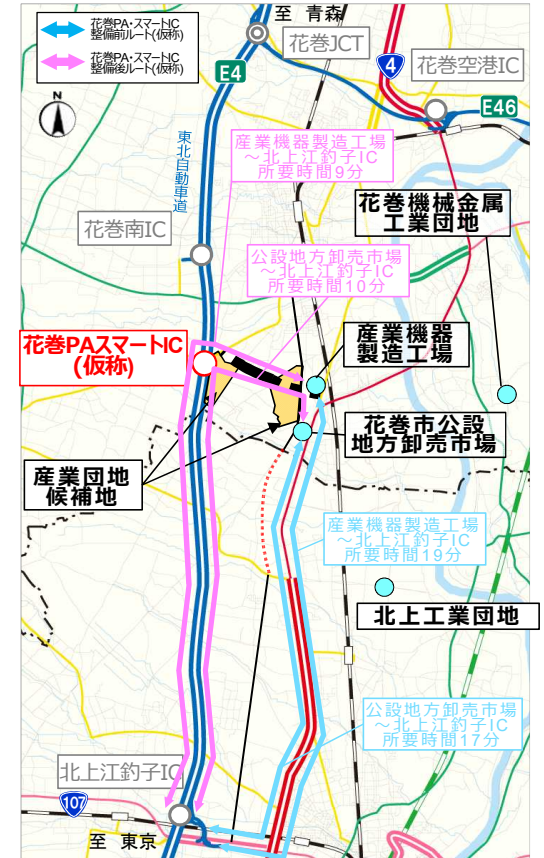 花巻PA・スマートIC
整備前ルート(仮称)
花巻PA・スマートIC
整備後ルート(仮称)
至 青森
花巻JCT
4
花巻空港IC
E4
E46
N
東北自動車道
産業機器製造工場
～北上江釣子IC
所要時間9分
花巻機械金属
工業団地
花巻南IC
公設地方卸売市場
～北上江釣子IC
所要時間10分
花巻PAスマートIC
(仮称)
産業機器
製造工場
花巻市公設
地方卸売市場
産業団地
候補地
産業機器製造工場
～北上江釣子IC
所要時間19分
北上工業団地
公設地方卸売市場
～北上江釣子IC
所要時間17分
北上江釣子IC
107
至 東京